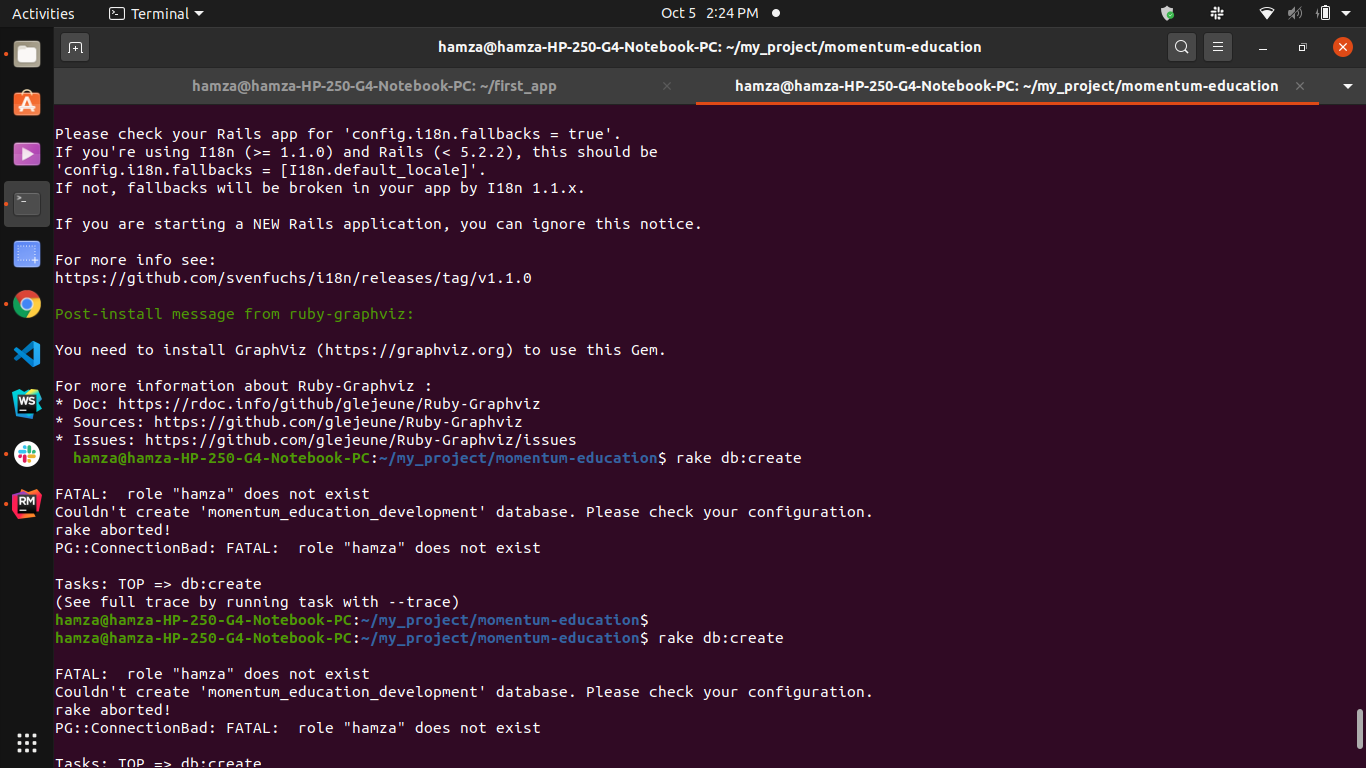 Activities
Terminal
Oct 5 2:24 PM
hamza@hamza-HP-250-G4-Notebook-PC: ~/my_project/momentum-education
hamza@hamza-HP-250-G4-Notebook-PC: ~/first_app
hamza@hamza-HP-250-G4-Notebook-PC: ~/my_project/momentum-education
Please check your Rails app for 'config.i18n.fallbacks = true'.
If you're using I18n (>= 1.1.0) and Rails (< 5.2.2), this should be
'config.i18n.fallbacks = [I18n.default_locale]'.
If not, fallbacks will be broken in your app by I18n 1.1.x.
If you are starting a NEW Rails application, you can ignore this notice.
For more info see:
https://github.com/svenfuchs/i18n/releases/tag/v1.1.0
Post-install message from ruby-graphviz:
You need to install GraphViz (https://graphviz.org) to use this Gem.
For more information about Ruby-Graphviz :
* Doc: https://rdoc.info/github/glejeune/Ruby-Graphviz
* Sources: https://github.com/glejeune/Ruby-Graphviz
* Issues: https://github.com/glejeune/Ruby-Graphviz/issues
hamza@hamza-HP-250-G4-Notebook-PC:~/my_project/momentum-education$ rake db:create
FATAL:  role "hamza" does not exist
Couldn't create 'momentum_education_development' database. Please check your configuration.
rake aborted!
PG::ConnectionBad: FATAL:  role "hamza" does not exist
Tasks: TOP => db:create
(See full trace by running task with --trace)
hamza@hamza-HP-250-G4-Notebook-PC:~/my_project/momentum-education$
hamza@hamza-HP-250-G4-Notebook-PC:~/my_project/momentum-education$ rake db:create
FATAL:  role "hamza" does not exist
Couldn't create 'momentum_education_development' database. Please check your configuration.
rake aborted!
PG::ConnectionBad: FATAL:  role "hamza" does not exist
Tasks: TOP => db:create
WS
RM